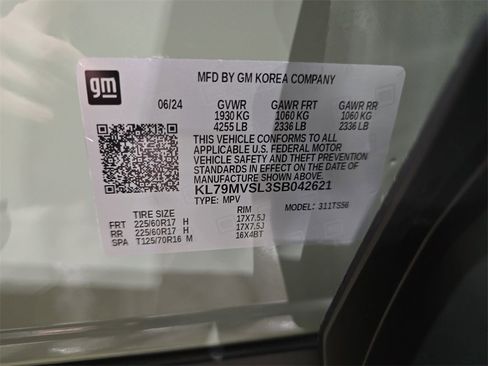 gm
MFD BY GM KOREA COMPANY
06/24 GVWR GAWR FRT GAWR RR
1930 KG 1060 KG 1060 KG
4255 LB 2336 LB 2336 LB
THIS VEHICLE CONFORMS TO ALL
APPLICABLE U.S. FEDERAL MOTOR
VEHICLE SAFETY AND THEFT PREVENTION
STANDARDS IN EFFECT ON THE DATE OF
MANUFACTURE SHOWN ABOVE.
KL79MVSL3SB042621
TYPE: MPV MODEL: 311TS56
TIRE SIZE RIM
FRT 225/60R17 H 17X7.5J
RR 225/60R17 H 17X7.5J
SPA T125/70R16 M 16X4BT